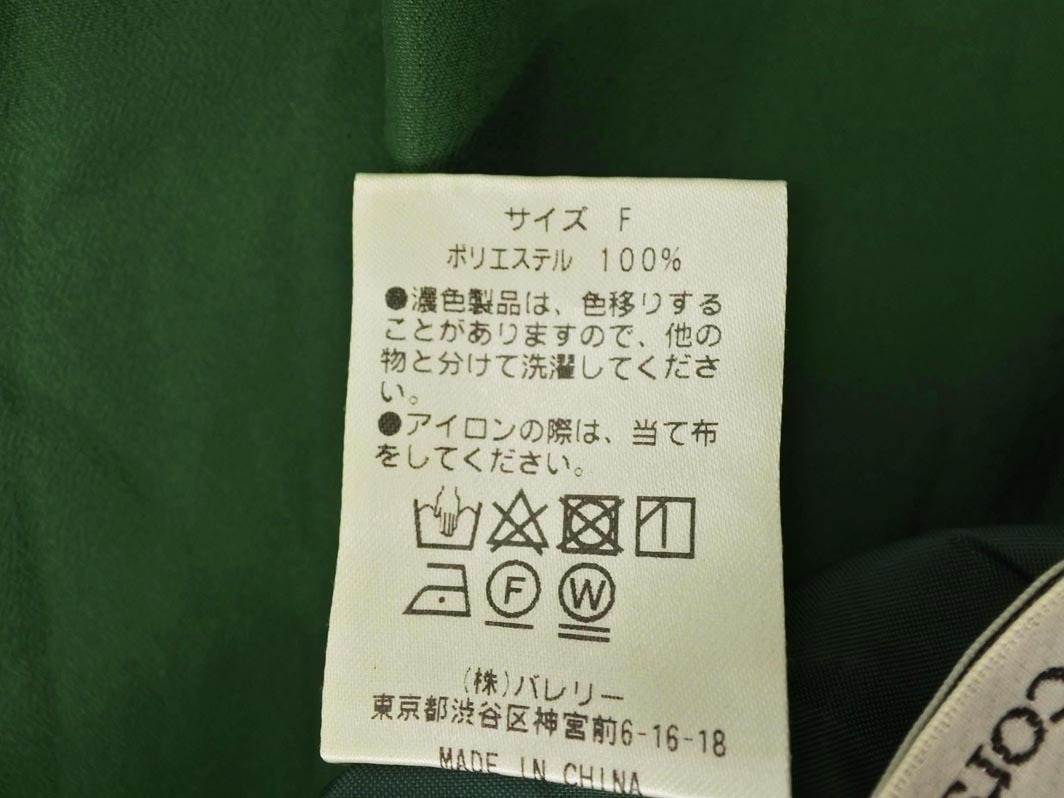 サイズ F
ポリエステル 100%
●濃色製品は、色移りする
ことがありますので、他の
物と分けて洗濯してくださ
い。
●アイロンの際は、当て布
をしてください。
F W
(株)バレリー
東京都渋谷区神宮前6-16-18
MADE IN CHINA